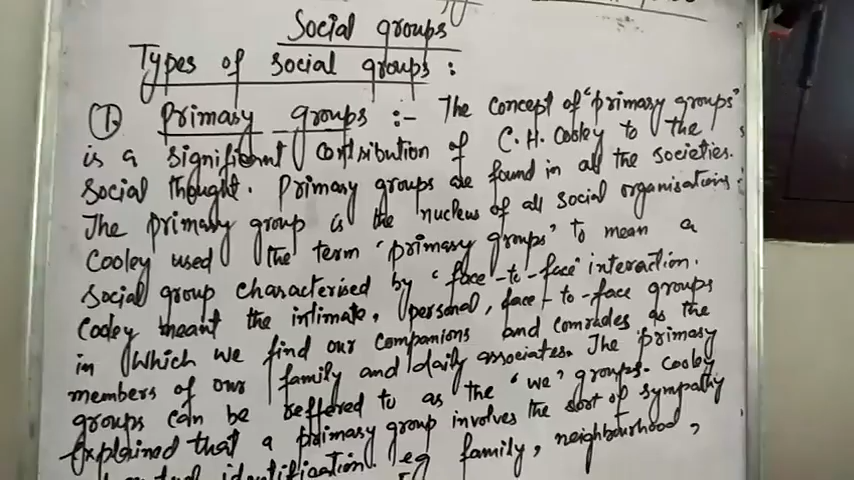 Social groups
Types of social groups :
① Primary groups :- The concept of "primary groups"
is a significent contribution of C.H. Cooley to the
social thought. Primary groups are found in all the societies.
The primary group is the nucleus of all social organisations.
Cooley used the term 'primary groups' to mean a
social group characterised by 'face-to-face' interaction.
Cooley meant the intimate, personal, face-to-face groups
in which we find our companions and comrades as the
members of our family and daily associates. The primary
groups can be reffered to as the 'we' groups. Cooley
explained that a primary group involves the sort of sympathy
identification. eg family, neighbourhood,